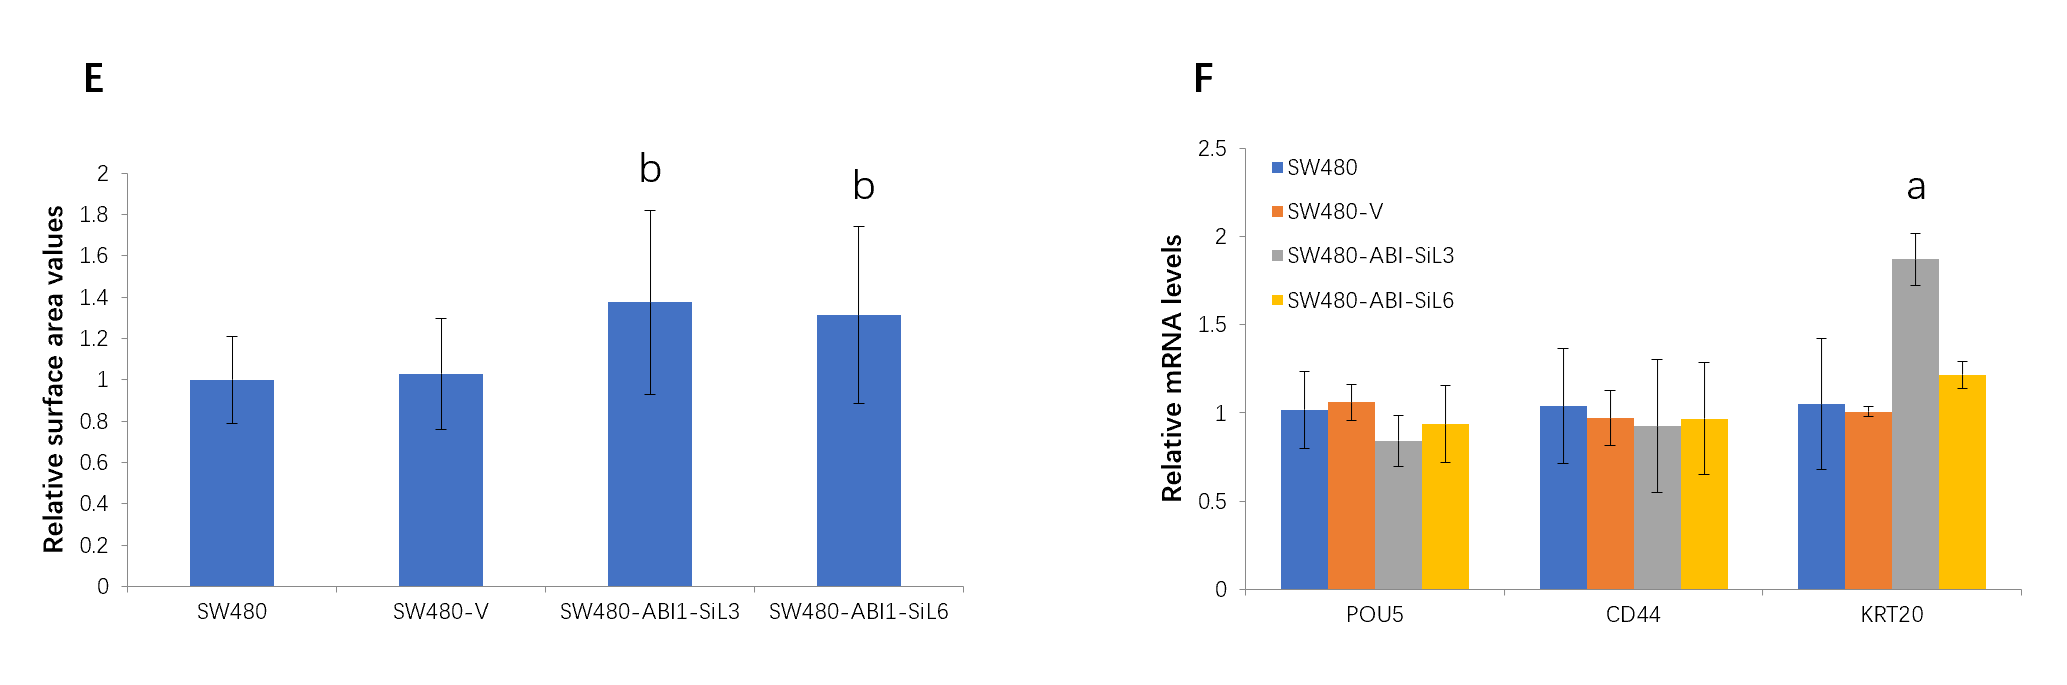 E
b
b
2
1.8
1.6
1.4
1.2
1
0.8
0.6
0.4
0.2
0
Relative surface area values
SW480
SW480-V
SW480-ABI1-SiL3
SW480-ABI1-SiL6
F
a
2.5
2
1.5
1
0.5
0
Relative mRNA levels
SW480
SW480-V
SW480-ABI-SiL3
SW480-ABI-SiL6
POU5
CD44
KRT20